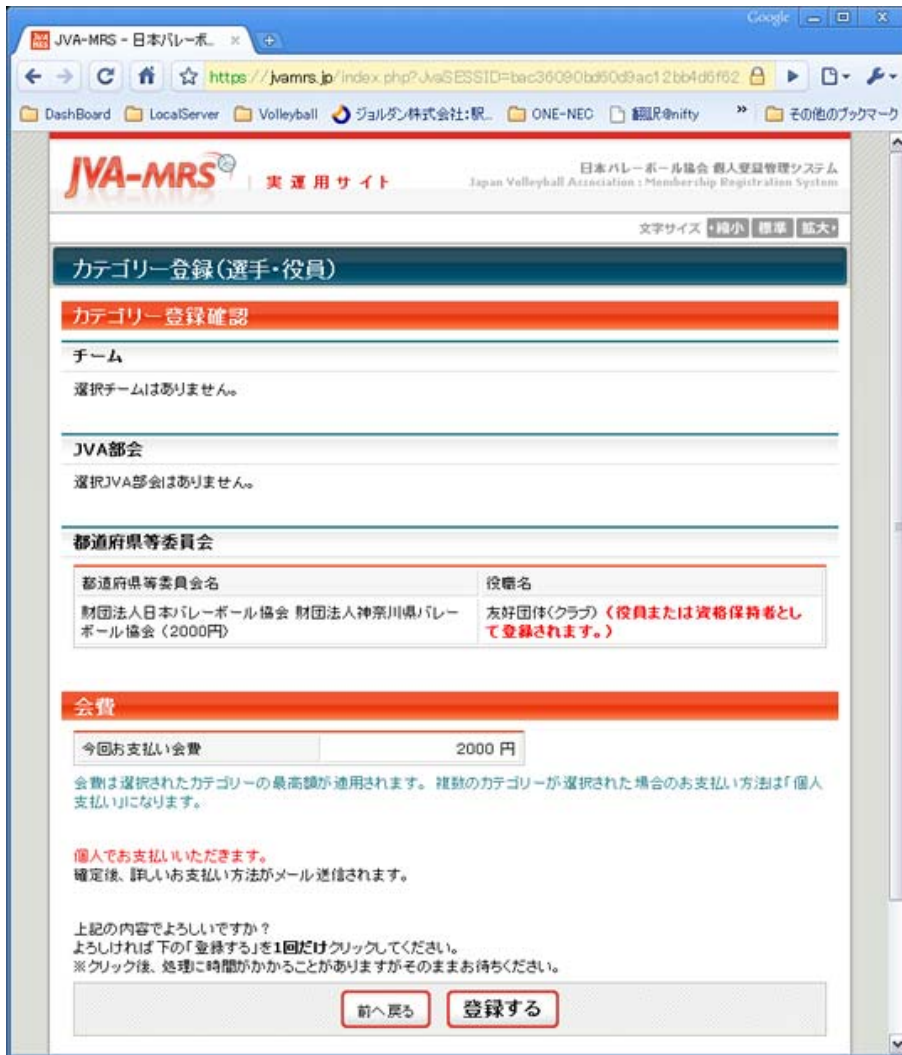 Google
JVA-MRS - 日本バレーボ...
https://jvamrs.jp/index.php?JvaSESSID=bac36090bd60d9ac12bb4d6f62
DashBoard LocalServer Volleyball ジョルダン株式会社:駅... ONE-NEC 翻訳@nifty » その他のブックマーク
JVA-MRS 実運用サイト
日本バレーボール協会 個人登録管理システム
Japan Volleyball Association : Membership Registration System
文字サイズ 縮小 標準 拡大
カテゴリー登録(選手・役員)
カテゴリー登録確認
チーム
選択チームはありません。
JVA部会
選択JVA部会はありません。
都道府県等委員会
都道府県等委員会名 役職名
財団法人日本バレーボール協会 財団法人神奈川県バレー 友好団体(クラブ) (役員または資格保持者とし
ボール協会 (2000円) て登録されます。)
会費
今回お支払い会費 2000 円
会費は選択されたカテゴリーの最高額が適用されます。 複数のカテゴリーが選択された場合のお支払い方法は「個人
支払い」になります。
個人でお支払いいただきます。
確定後、詳しいお支払い方法がメール送信されます。
上記の内容でよろしいですか?
よろしければ下の「登録する」を1回だけクリックしてください。
※クリック後、処理に時間がかかることがありますがそのままお待ちください。
前へ戻る 登録する